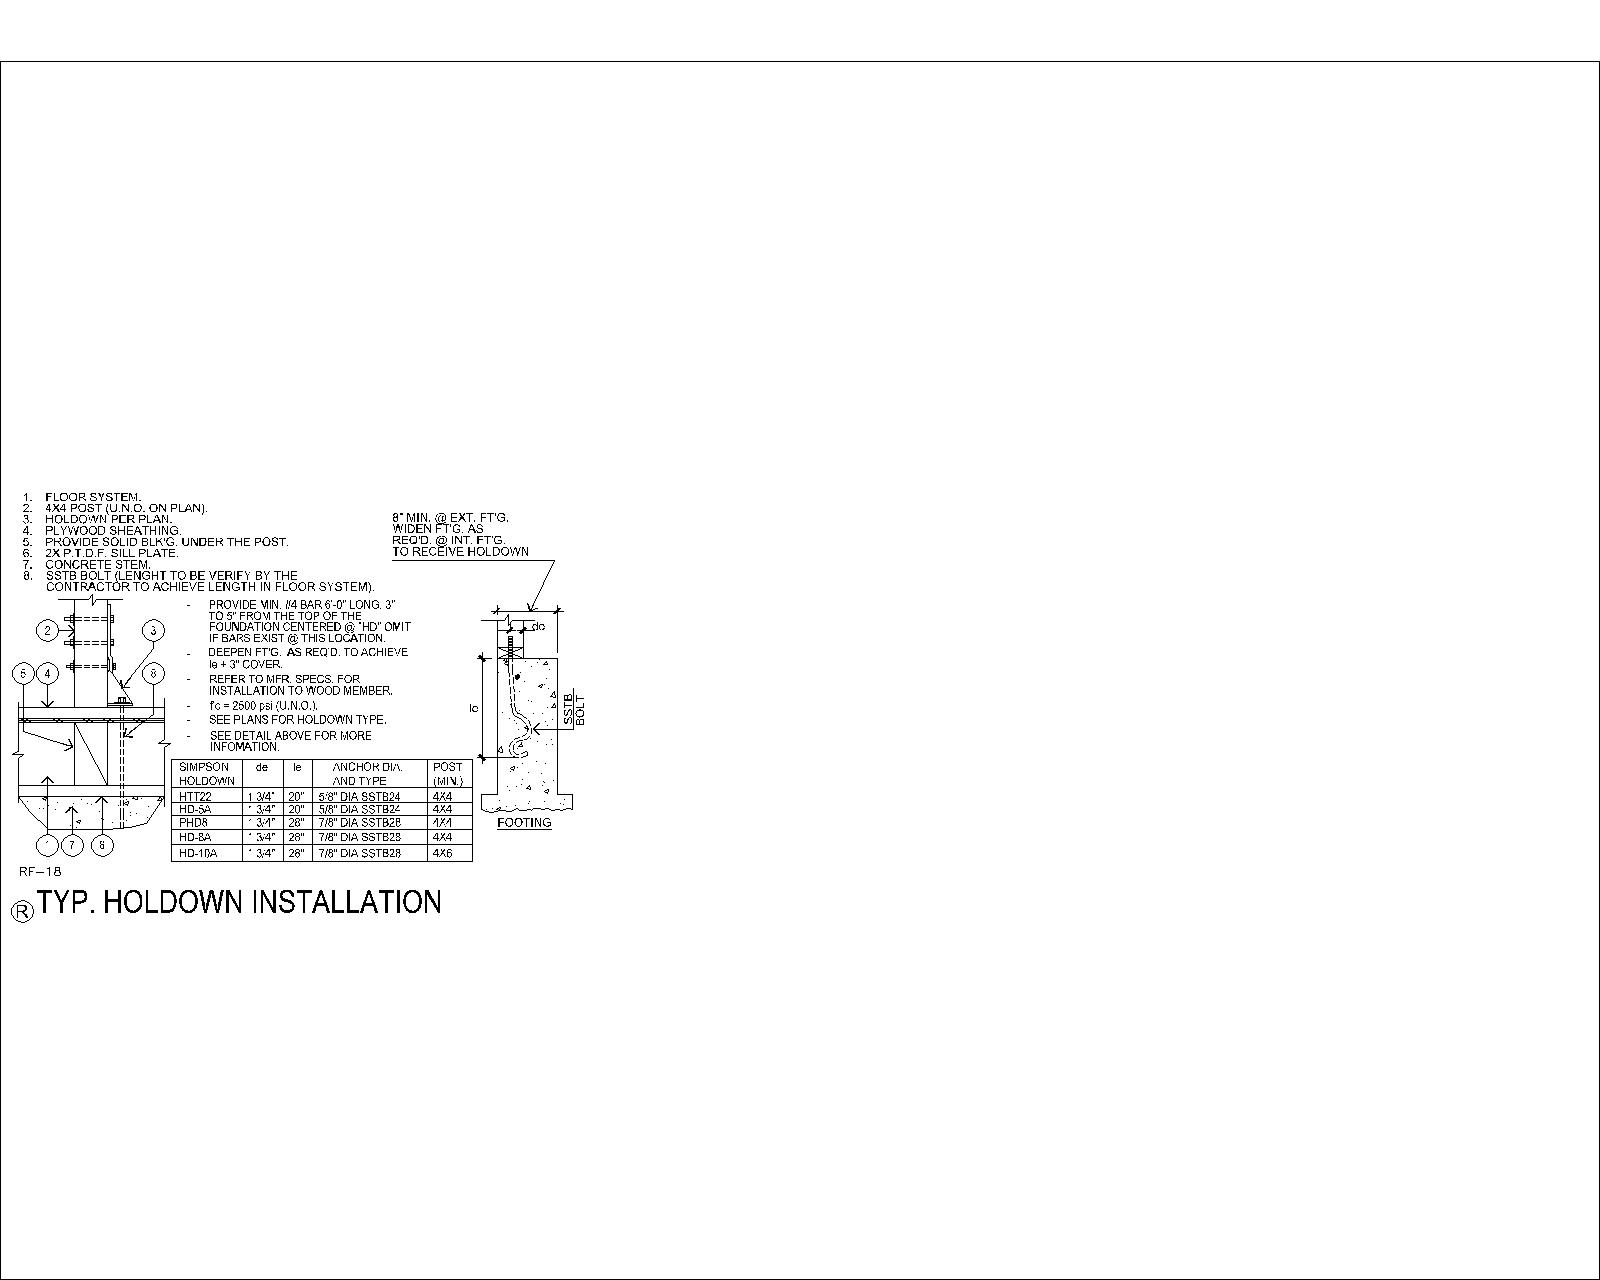 1. FLOOR SYSTEM.
2. 4X4 POST (U.N.O. ON PLAN).
3. HOLDOWN PER PLAN.
4. PLYWOOD SHEATHING.
5. PROVIDE SOLID BLK'G. UNDER THE POST.
6. 2X P.T.D.F. SILL PLATE.
7. CONCRETE STEM.
8. SSTB BOLT (LENGHT TO BE VERIFY BY THE
CONTRACTOR TO ACHIEVE LENGTH IN FLOOR SYSTEM).
8" MIN. @ EXT. FT'G.
WIDEN FT'G. AS
REQ'D. @ INT. FT'G.
TO RECEIVE HOLDOWN
- PROVIDE MIN. #4 BAR 6'-0" LONG. 3"
TO 5" FROM THE TOP OF THE
FOUNDATION CENTERED @ "HD" OMIT
IF BARS EXIST @ THIS LOCATION.
- DEEPEN FT'G. AS REQ'D. TO ACHIEVE
le + 3" COVER.
- REFER TO MFR. SPECS. FOR
INSTALLATION TO WOOD MEMBER.
- f'c = 2500 psi (U.N.O.).
- SEE PLANS FOR HOLDOWN TYPE.
- SEE DETAIL ABOVE FOR MORE
INFOMATION.
2 3
5 4 8
1 7 8
de
SSTB
BOLT
FOOTING
SIMPSON HOLDOWN de le ANCHOR DIA. AND TYPE POST (MIN.)
HTT22 1 3/4" 20" 5/8" DIA SSTB24 4X4
HD-5A 1 3/4" 20" 5/8" DIA SSTB24 4X4
PHD8 1 3/4" 28" 7/8" DIA SSTB28 4X4
HD-8A 1 3/4" 28" 7/8" DIA SSTB28 4X4
HD-10A 1 3/4" 28" 7/8" DIA SSTB28 4X6
RF-18
R TYP. HOLDOWN INSTALLATION